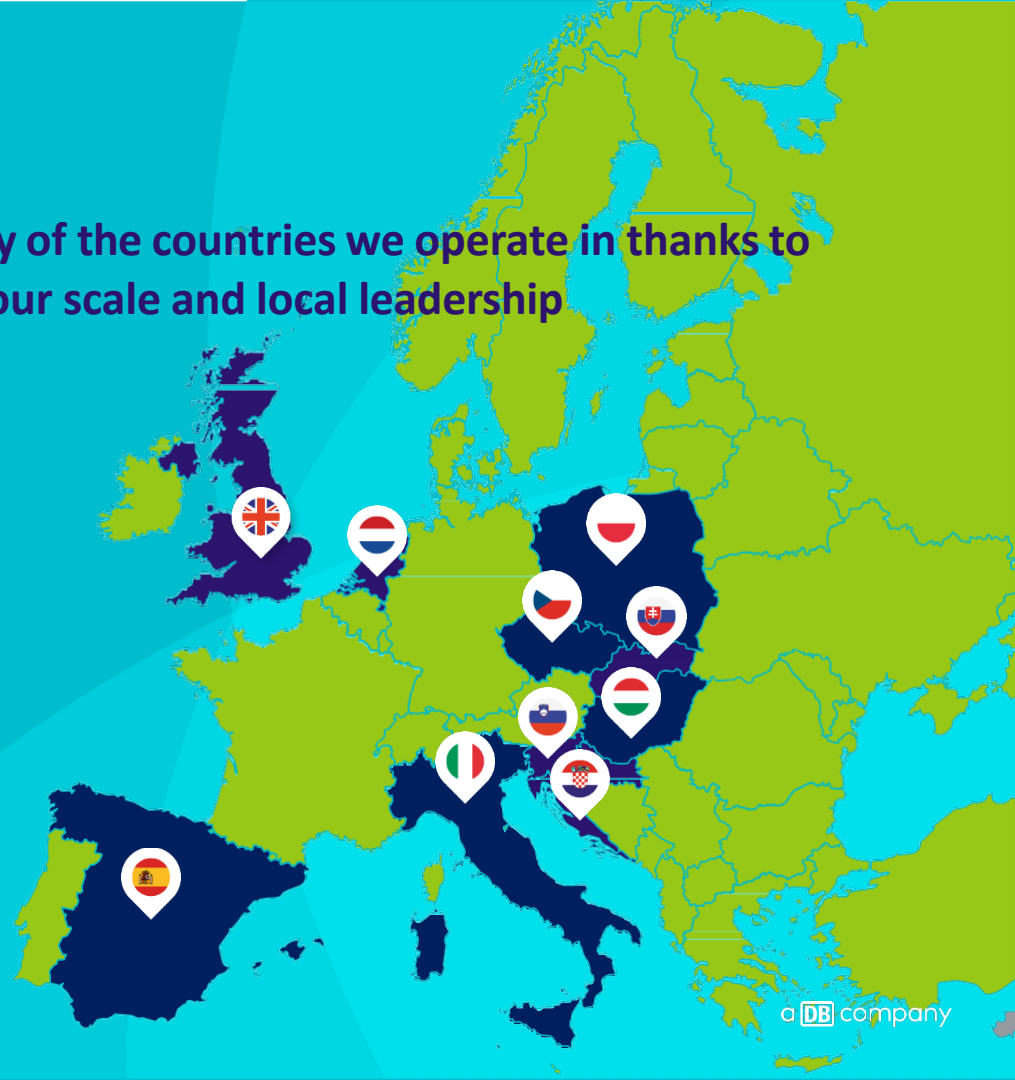 y of the countries we operate in thanks to
our scale and local leadership
a DB company